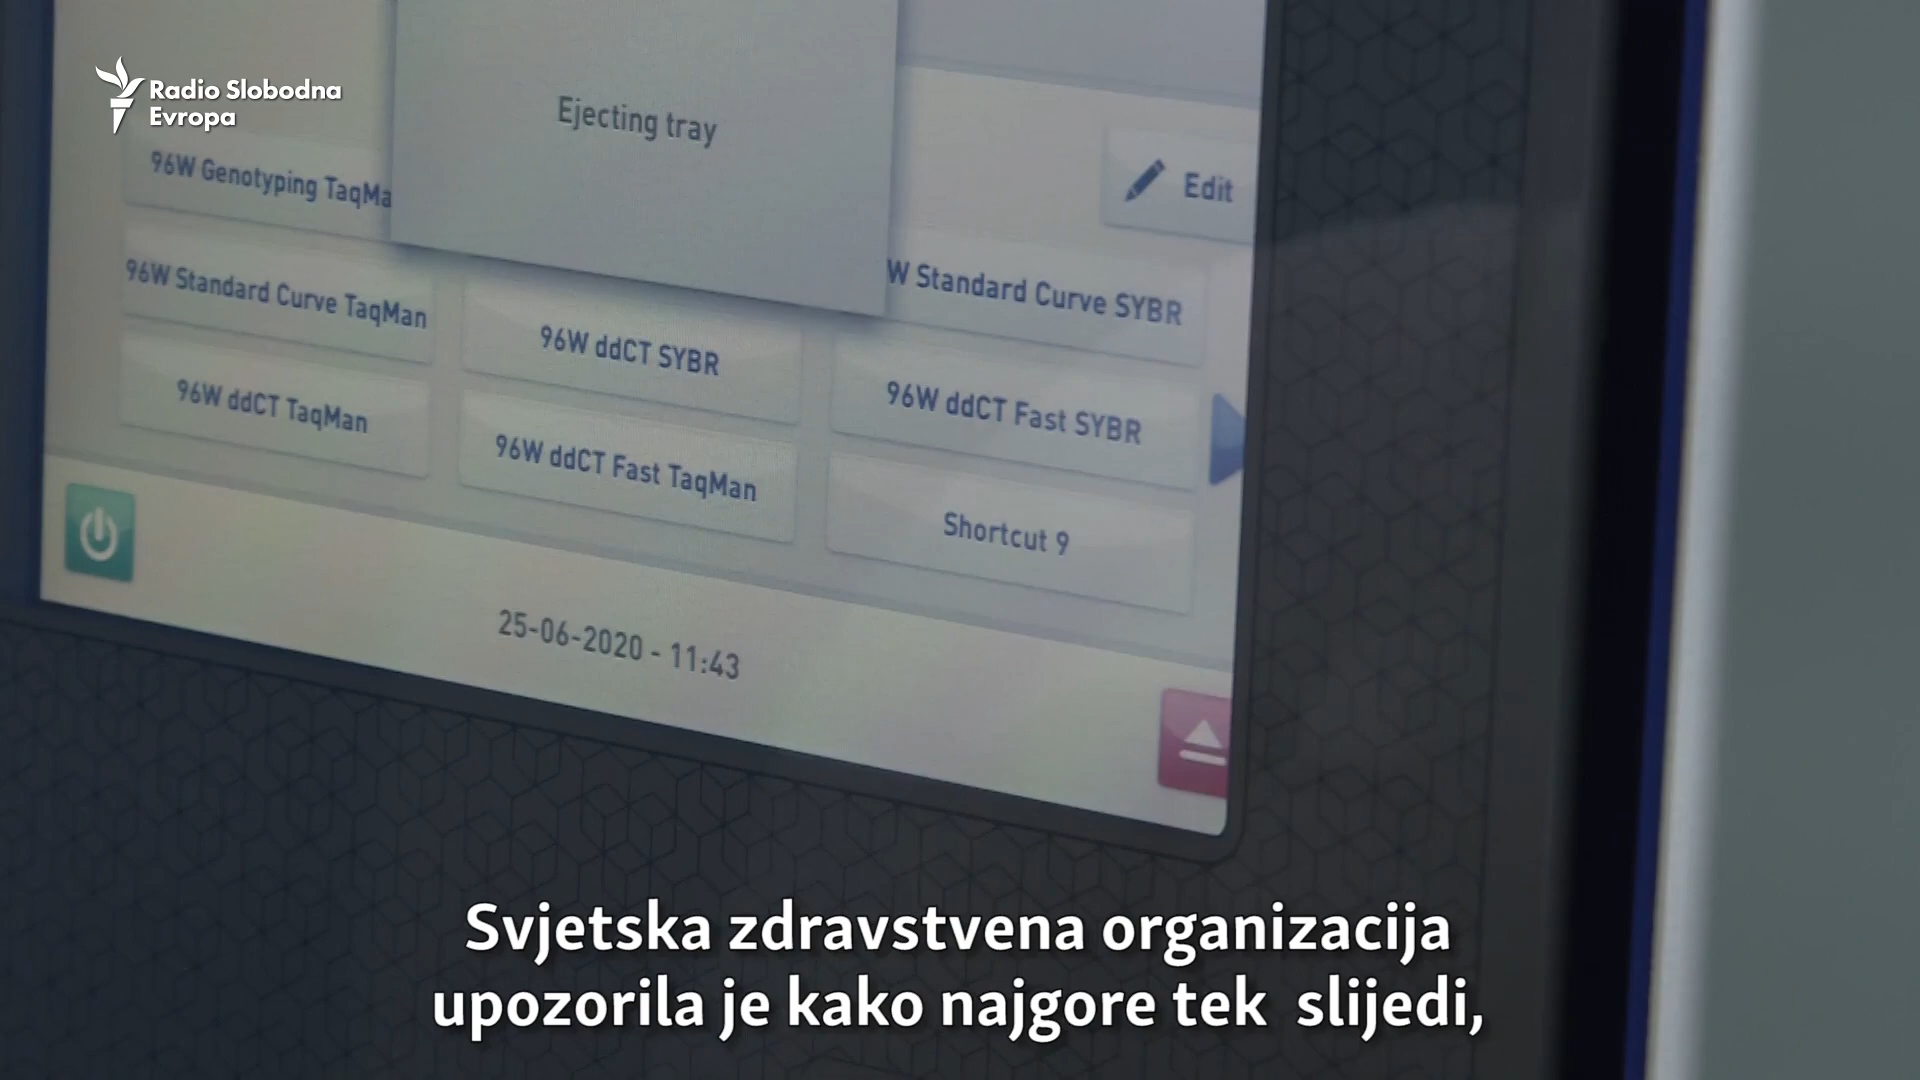 Radio Slobodna
Evropa
Ejecting tray
Edit
96W Genotyping TaqMa
96W Standard Curve TaqMan
W Standard Curve SYBR
96W ddCT SYBR
96W ddCT Fast SYBR
96W ddCT TaqMan
96W ddCT Fast TaqMan
Shortcut 9
25-06-2020 - 11:43
Svjetska zdravstvena organizacija
upozorila je kako najgore tek slijedi,